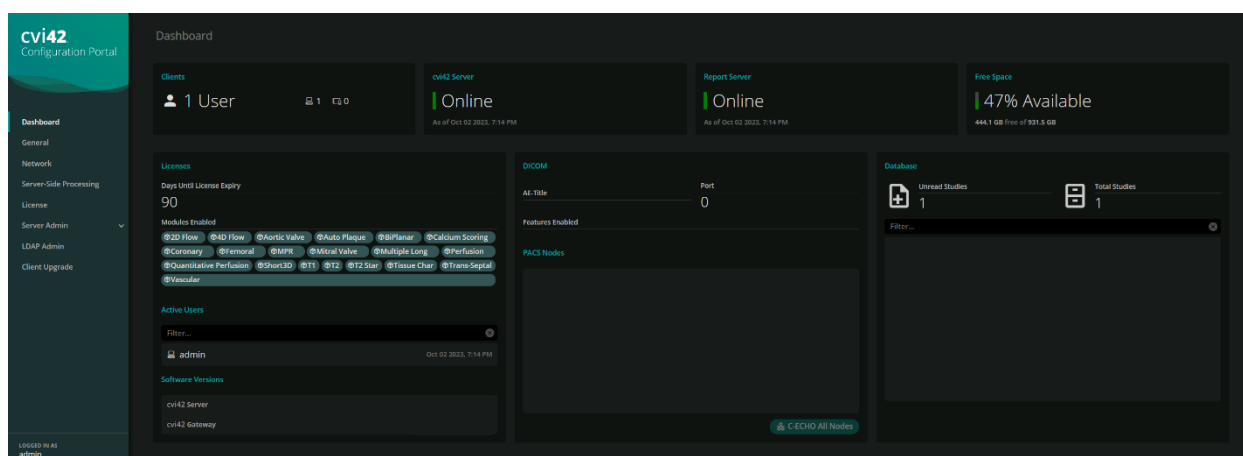 cvi42
Configuration Portal
Dashboard
General
Network
Server-Side Processing
License
Server Admin
LDAP Admin
Client Upgrade
LOGGED IN AS
admin
Dashboard
Clients
1 User
1 0
cvi42 Server
Online
As of Oct 02 2023, 7:14 PM
Report Server
Online
As of Oct 02 2023, 7:14 PM
Free Space
47% Available
444.1 GB free of 931.5 GB
Licenses
Days Until License Expiry
90
Modules Enabled
2D Flow 4D Flow Aortic Valve Auto Plaque BiPlanar Calcium Scoring
Coronary Femoral MPR Mitral Valve Multiple Long Perfusion
Quantitative Perfusion Short3D T1 T2 T2 Star Tissue Char Trans-Septal
Vascular
Active Users
Filter...
admin Oct 02 2023, 7:14 PM
Software Versions
cvi42 Server
cvi42 Gateway
DICOM
AE-Title
Port
0
Features Enabled
PACS Nodes
C-ECHO All Nodes
Database
Unread Studies
1
Total Studies
1
Filter...